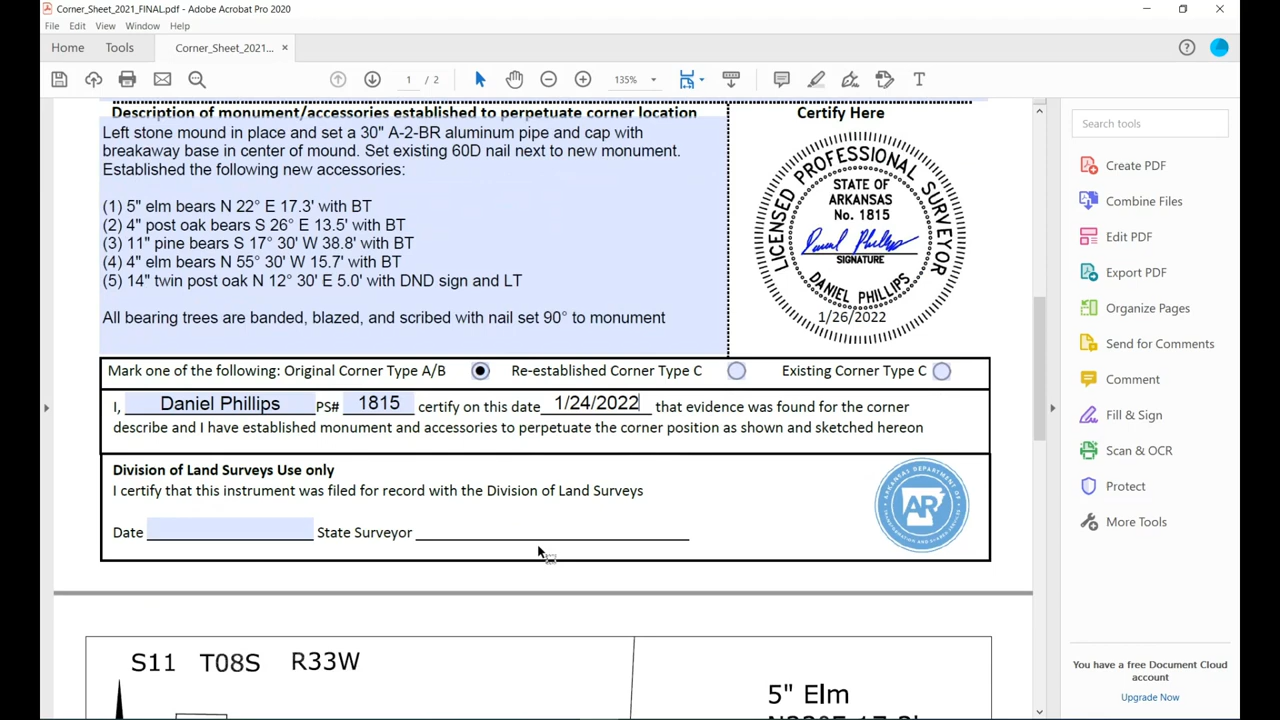 Corner_Sheet_2021_FINAL.pdf - Adobe Acrobat Pro 2020
File Edit View Window Help
Home Tools Corner_Sheet_2021... ×
1 / 2 135%
Description of monument/accessories established to perpetuate corner location
Certify Here
Left stone mound in place and set a 30" A-2-BR aluminum pipe and cap with
breakaway base in center of mound. Set existing 60D nail next to new monument.
Established the following new accessories:
(1) 5" elm bears N 22° E 17.3' with BT
(2) 4" post oak bears S 26° E 13.5' with BT
(3) 11" pine bears S 17° 30' W 38.8' with BT
(4) 4" elm bears N 55° 30' W 15.7' with BT
(5) 14" twin post oak N 12° 30' E 5.0' with DND sign and LT
All bearing trees are banded, blazed, and scribed with nail set 90° to monument
LICENSED PROFESSIONAL SURVEYOR
STATE OF
ARKANSAS
No. 1815
Daniel Phillips
SIGNATURE
DANIEL PHILLIPS
1/26/2022
Mark one of the following: Original Corner Type A/B Re-established Corner Type C Existing Corner Type C
I, Daniel Phillips PS# 1815 certify on this date 1/24/2022 that evidence was found for the corner
describe and I have established monument and accessories to perpetuate the corner position as shown and sketched hereon
Division of Land Surveys Use only
I certify that this instrument was filed for record with the Division of Land Surveys
Date State Surveyor
ARKANSAS DEPARTMENT OF
TRANSFORMATION AND SHARED SERVICES
AR
S11 T08S R33W
5" Elm
Search tools
Create PDF
Combine Files
Edit PDF
Export PDF
Organize Pages
Send for Comments
Comment
Fill & Sign
Scan & OCR
Protect
More Tools
You have a free Document Cloud
account
Upgrade Now